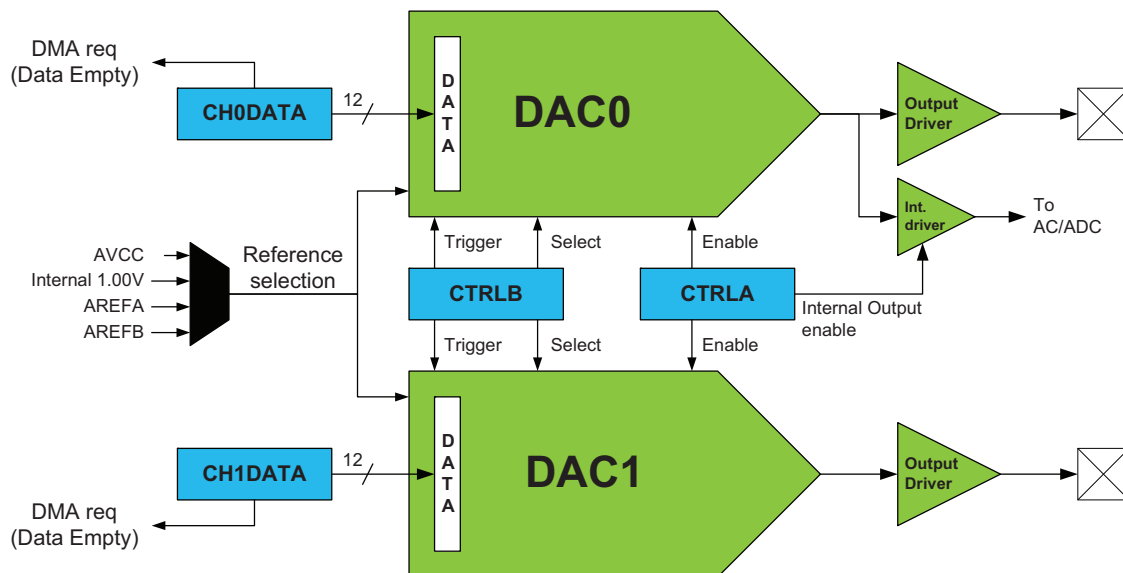 DMA req
(Data Empty)
CH0DATA
12
DATA
DAC0
Output
Driver
Int.
driver
To
AC/ADC
Trigger
Select
Enable
AVCC
Internal 1.00V
AREFA
AREFB
Reference
selection
CTRLB
CTRLA
Internal Output
enable
Trigger
Select
Enable
CH1DATA
12
DATA
DAC1
Output
Driver
DMA req
(Data Empty)